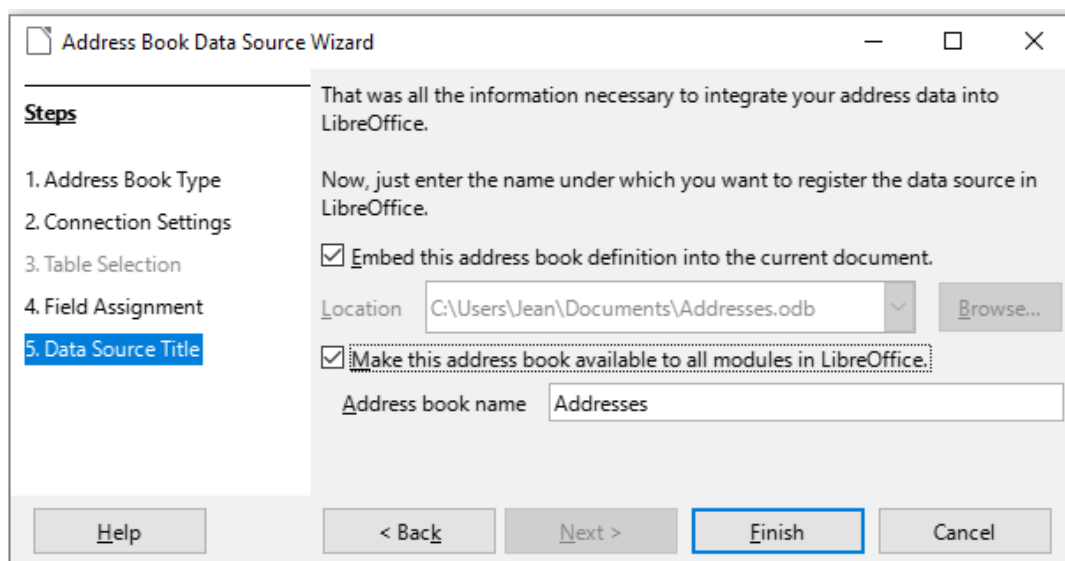 Address Book Data Source Wizard
Steps
1. Address Book Type
2. Connection Settings
3. Table Selection
4. Field Assignment
5. Data Source Title
That was all the information necessary to integrate your address data into
LibreOffice.
Now, just enter the name under which you want to register the data source in
LibreOffice.
Embed this address book definition into the current document.
Location C:\Users\Jean\Documents\Addresses.odb Browse...
Make this address book available to all modules in LibreOffice.
Address book name Addresses
Help < Back Next > Finish Cancel